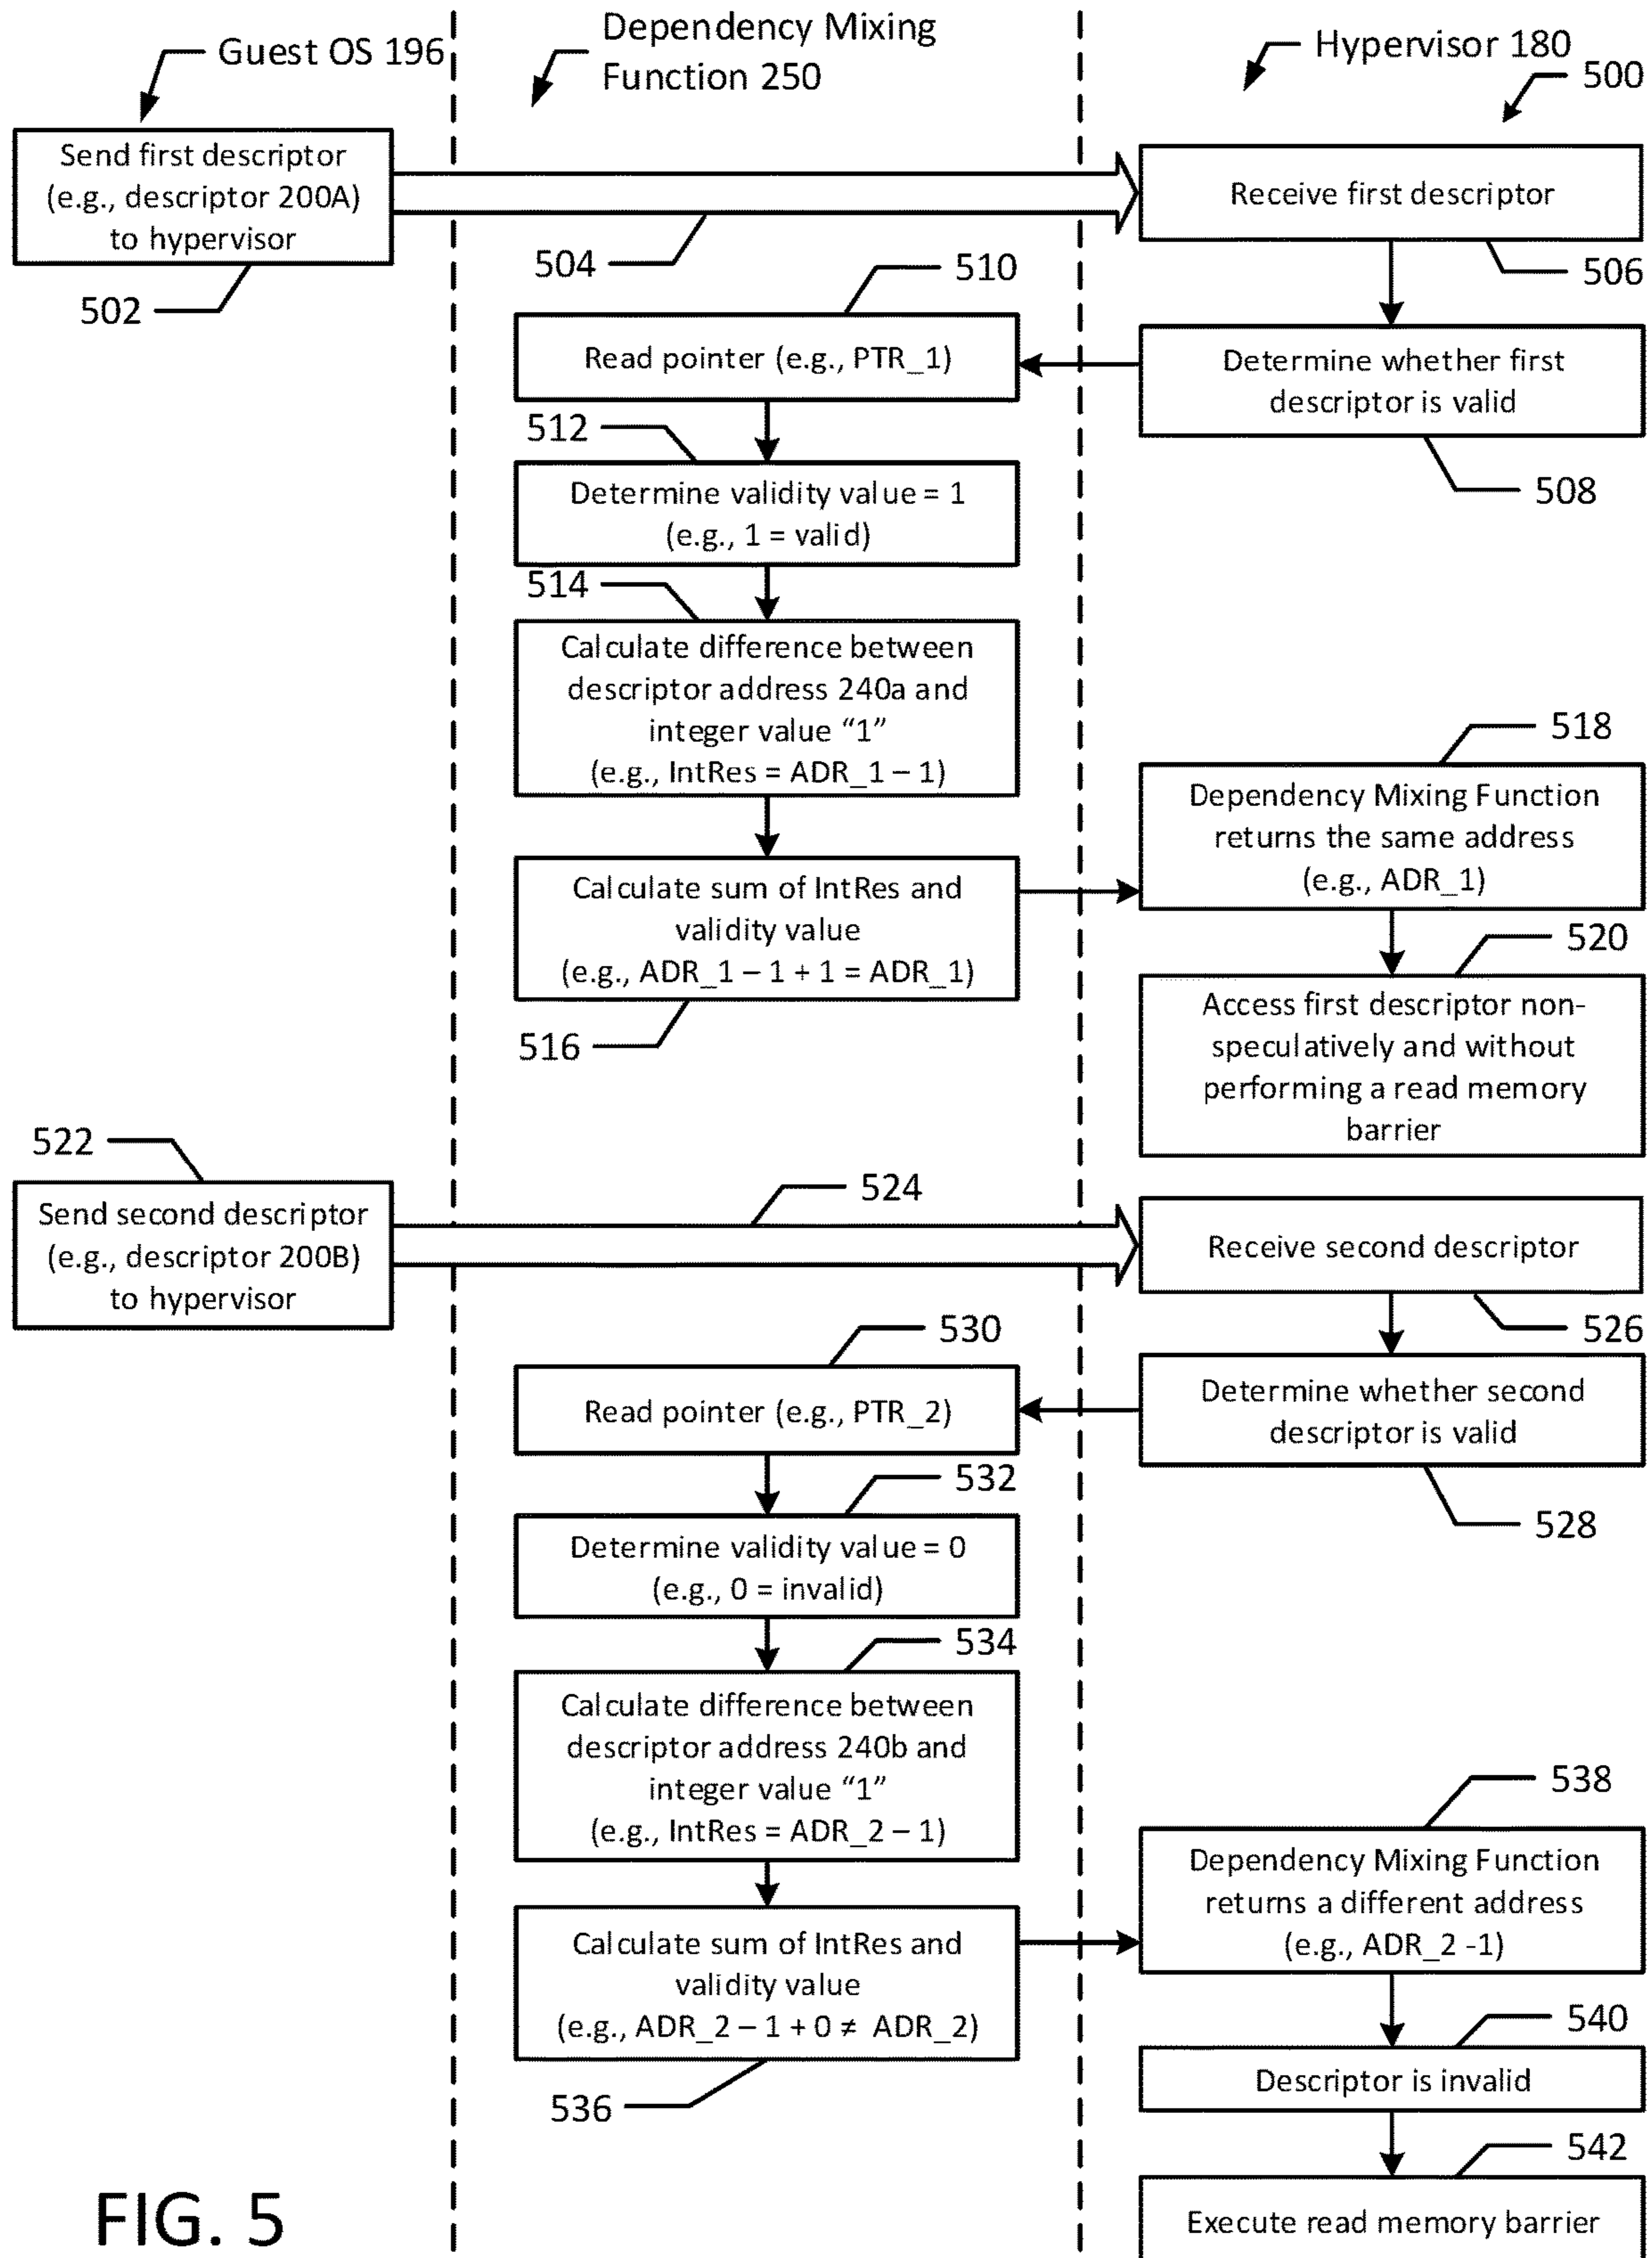 Guest OS 196
Dependency Mixing
Function 250
Hypervisor 180
500
Send first descriptor
(e.g., descriptor 200A)
to hypervisor
502
504
Receive first descriptor
506
510
Read pointer (e.g., PTR_1)
Determine whether first
descriptor is valid
508
512
Determine validity value = 1
(e.g., 1 = valid)
514
Calculate difference between
descriptor address 240a and
integer value “1”
(e.g., IntRes = ADR_1 – 1)
Calculate sum of IntRes and
validity value
(e.g., ADR_1 – 1 + 1 = ADR_1)
516
518
Dependency Mixing Function
returns the same address
(e.g., ADR_1)
520
Access first descriptor non-
speculatively and without
performing a read memory
barrier
522
Send second descriptor
(e.g., descriptor 200B)
to hypervisor
524
Receive second descriptor
526
530
Read pointer (e.g., PTR_2)
Determine whether second
descriptor is valid
528
532
Determine validity value = 0
(e.g., 0 = invalid)
534
Calculate difference between
descriptor address 240b and
integer value “1”
(e.g., IntRes = ADR_2 – 1)
Calculate sum of IntRes and
validity value
(e.g., ADR_2 – 1 + 0 ≠ ADR_2)
536
538
Dependency Mixing Function
returns a different address
(e.g., ADR_2 -1)
540
Descriptor is invalid
542
Execute read memory barrier
FIG. 5